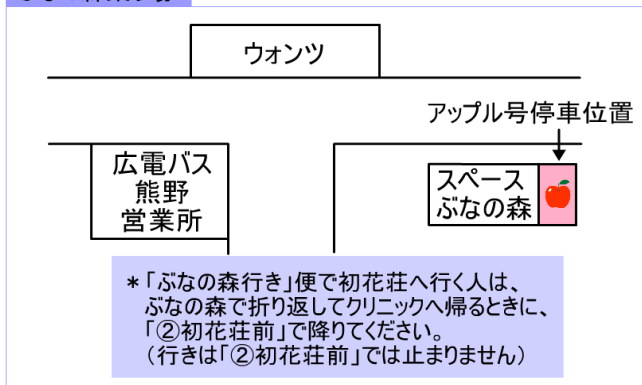 ウォンツ
アップル号停車位置
広電バス
熊野
営業所
スペース
ぶなの森
*「ぶなの森行き」便で初花荘へ行く人は、
ぶなの森で折り返してクリニックへ帰るときに、
「②初花荘前」で降りてください。
(行きは「②初花荘前」では止まりません)